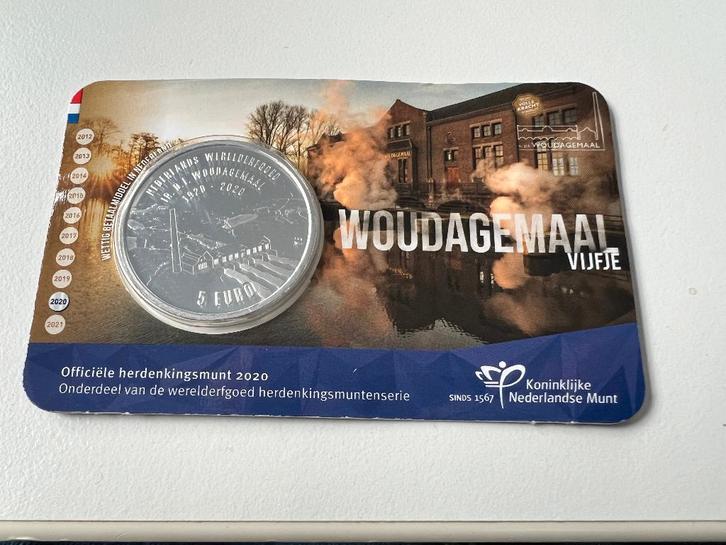 2012
2013
2014
2015
2016
2017
2018
2019
2020
2021
WETTIG BETAALMIDDEL IN NEDERLAND
NEDERLANDS WERELDERFGOED
IR. D.F. WOUDAGEMAAL
1920 - 2020
5 EURO
VOLLE
KRACHT
WOUDAGEMAAL
WOUDAGEMAAL
VIJFJE
Officiële herdenkingsmunt 2020
Onderdeel van de werelderfgoed herdenkingsmuntenserie
SINDS 1567
Koninklijke
Nederlandse Munt